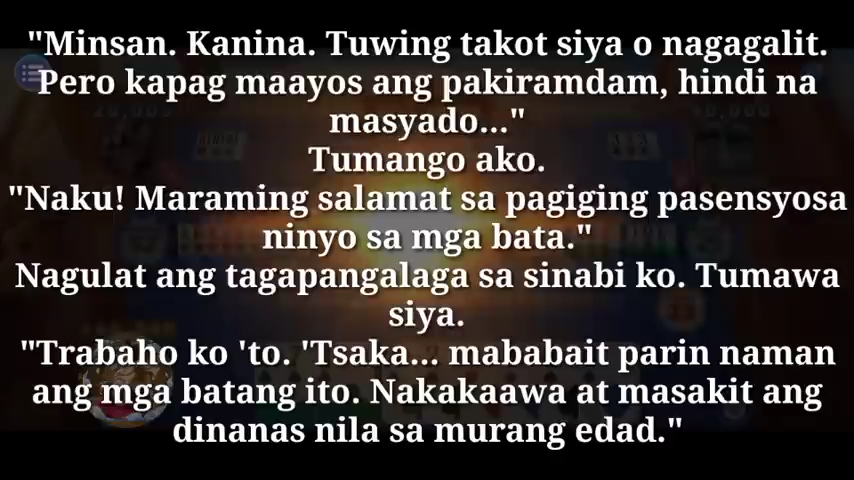 "Minsan. Kanina. Tuwing takot siya o nagagalit.
Pero kapag maayos ang pakiramdam, hindi na
masyado..."
Tumango ako.
"Naku! Maraming salamat sa pagiging pasensyosa
ninyo sa mga bata."
Nagulat ang tagapangalaga sa sinabi ko. Tumawa
siya.
"Trabaho ko 'to. 'Tsaka... mababait parin naman
ang mga batang ito. Nakakaawa at masakit ang
dinanas nila sa murang edad."